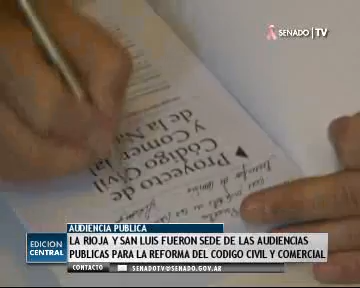 SENADO|TV
Proyecto de
Código Civil
y Comercial
de la Na
AUDIENCIA PUBLICA
EDICION
CENTRAL
LA RIOJA Y SAN LUIS FUERON SEDE DE LAS AUDIENCIAS
PUBLICAS PARA LA REFORMA DEL CODIGO CIVIL Y COMERCIAL
CONTACTO
SENADOTV@SENADO.GOV.AR